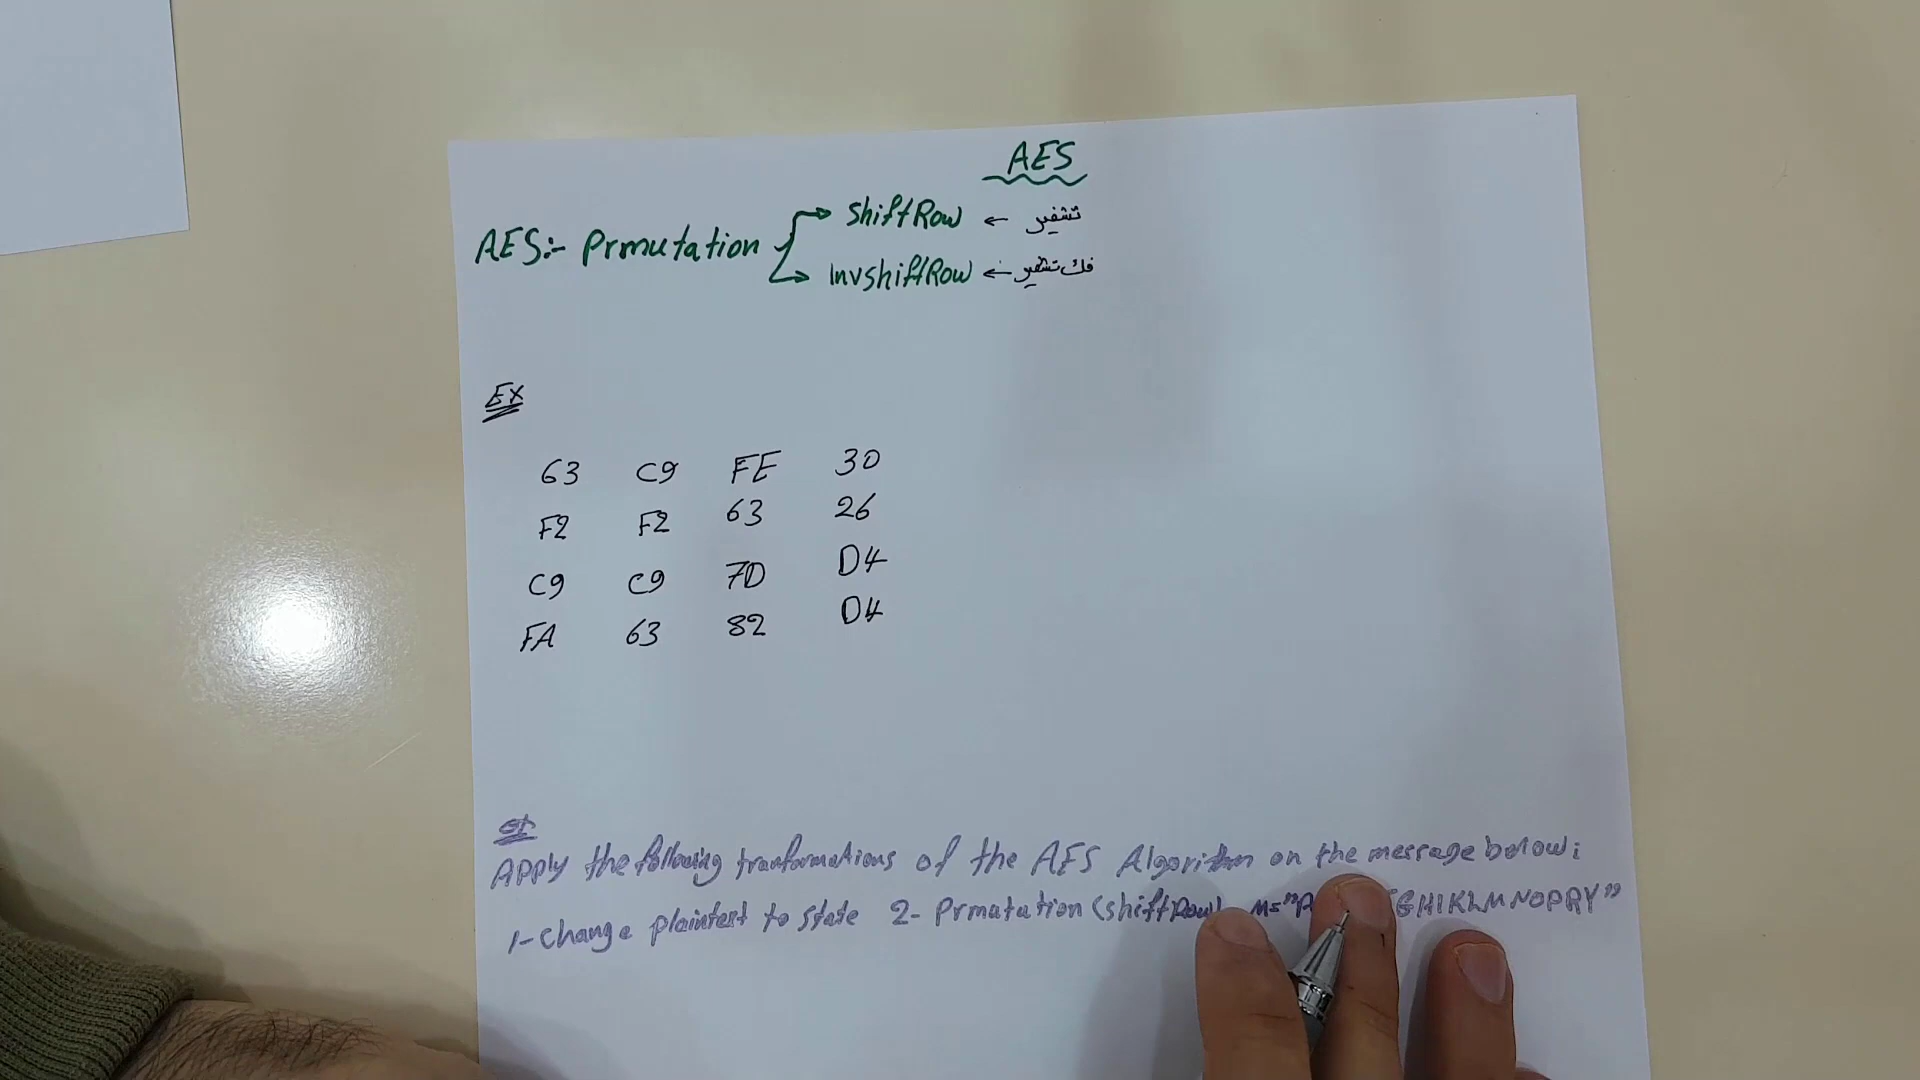 AES
AES:- Prmutation
ShiftRow ← تشفير
InvshiftRow ← فك تشفير
EX
63 C9 FE 30
F2 F2 63 26
C9 C9 7D D4
FA 63 82 D4
Apply the following tranformations of the AES Algorithm on the message below:
1- Change plaintext to state 2- Prmutation (shiftRow) M="A GHIKLMNOPRY"